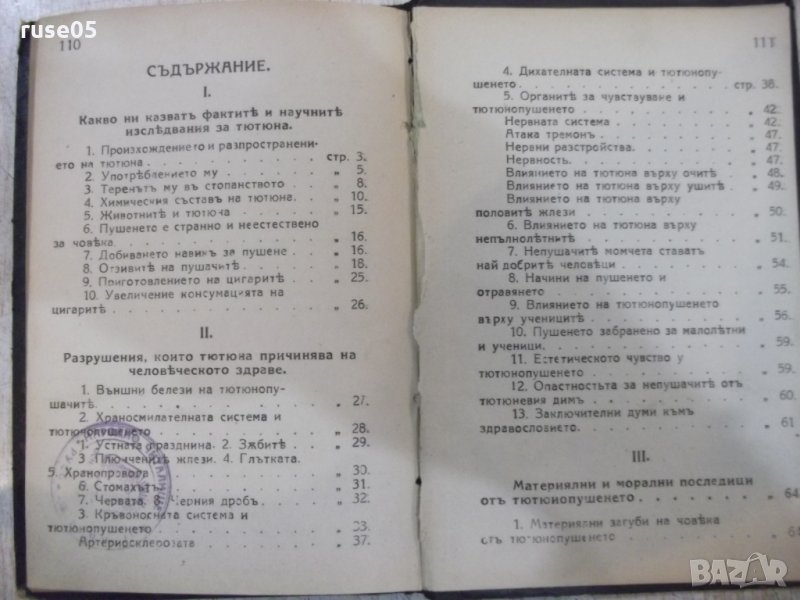 ruse05
110
СЪДЪРЖАНИЕ.
I.
Какво ни казватъ фактитѣ и научнитѣ
изслѣдвания за тютюна.
1. Произхождението и разпространени-
ето на тютюна . . . стр. 3.
2. Употрѣблението му . . . „ 5.
3. Теренътъ му въ стопанството . „ 8.
4. Химическия съставъ на тютюна. „ 10.
5. Животнитѣ и тютюна . . . „ 15.
6. Пушенето е странно и неестествено
за човѣка. . . . „ 16.
7. Добиването навикъ за пушене . „ 16.
8. Отзивитѣ на пушачитѣ . . . „ 18.
9. Приготовлението на цигаритѣ . „ 25.
10. Увеличение консумацията на
цигаритѣ . . . „ 26.
II.
Разрушения, които тютюна причинява на
человѣческото здраве.
1. Външни белези на тютюнопу-
шачитѣ. . . . „ 27.
2. Храносмилателната система и
тютюнопушенето . . . „ 28.
1. Устната празднина. 2. Зѫбитѣ . „ 29.
3. Плюнченитѣ жлези. 4. Глътката.
5. Хранопровода . . . „ 30.
6. Стомахътъ . . . „ 31.
7. Червата. 8. Черния дробъ . . „ 32.
3. Кръвоносната система и
тютюнопушенето . . . „ 33.
Артериосклерозата . . . „ 37.
111
4. Дихателната система и тютюнопу-
шенето. . . . стр. 38.
5. Органитѣ за чувствуване и
тютюнопушенето . . . „ 42.
Нервната система . . . „ 42.
Атака тремонъ . . . „ 47.
Нервни разстройства. . . . „ 47.
Нервность. . . . „ 47.
Влиянието на тютюна върху очитѣ . „ 48.
Влиянието на тютюна върху ушитѣ . „ 49.
Влиянието на тютюна върху
половитѣ жлези . . . „ 50.
6. Влиянието на тютюна върху
непълнолѣтнитѣ . . . „ 51.
7. Непушачитѣ момчета ставатъ
най добритѣ человѣци . . . „ 54.
8. Начини на пушенето и
отравянето . . . „ 55.
9. Влиянието на тютюнопушенето
върху ученицитѣ . . . „ 56.
10. Пушенето забранено за малолѣтни
и ученици. . . . „ 59.
11. Естетическото чувство у
тютюнопушенето . . . „ 59.
12. Опастностьта за непушачитѣ отъ
тютюневия димъ . . . „ 60.
13. Заключителни думи къмъ
здравословието. . . . „ 61
III.
Материялни и морални последици
отъ тютюнопушенето . . . „ 64.
1. Материялни загуби на човѣка
отъ тютюнопушенето . . . „
BAZAR